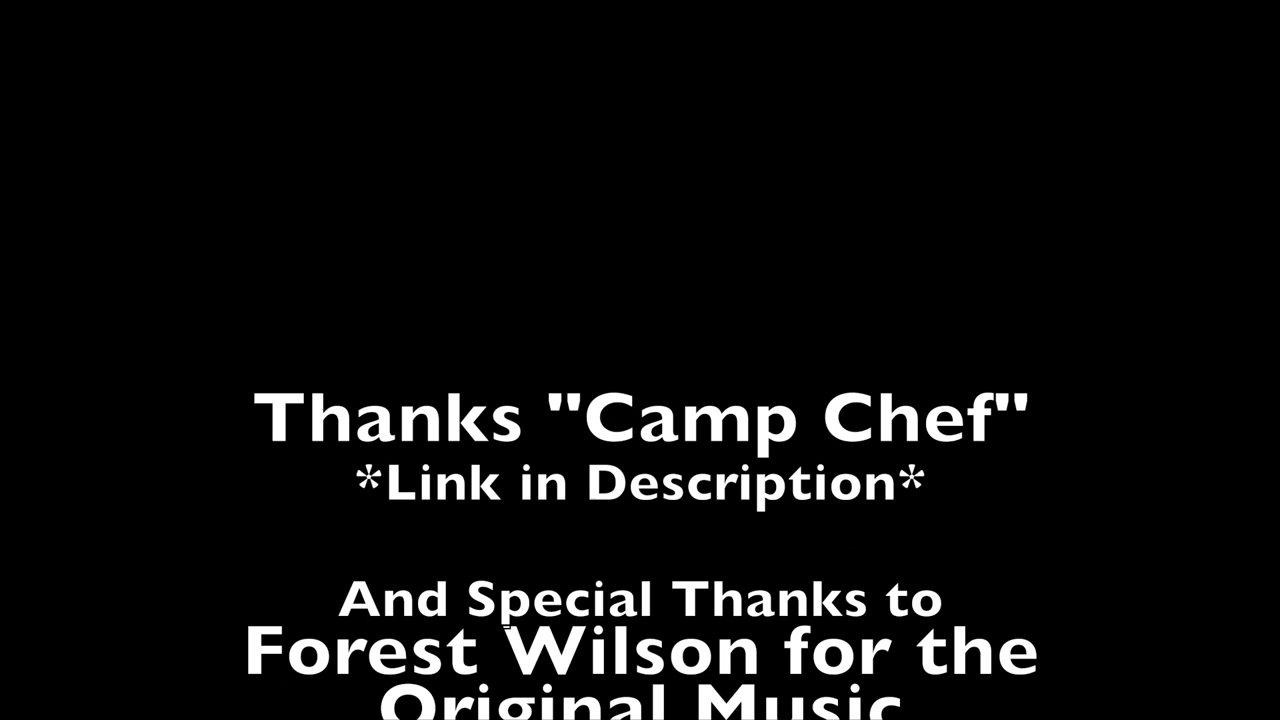 Thanks "Camp Chef"
*Link in Description*
And Special Thanks to
Forest Wilson for the
Original Music